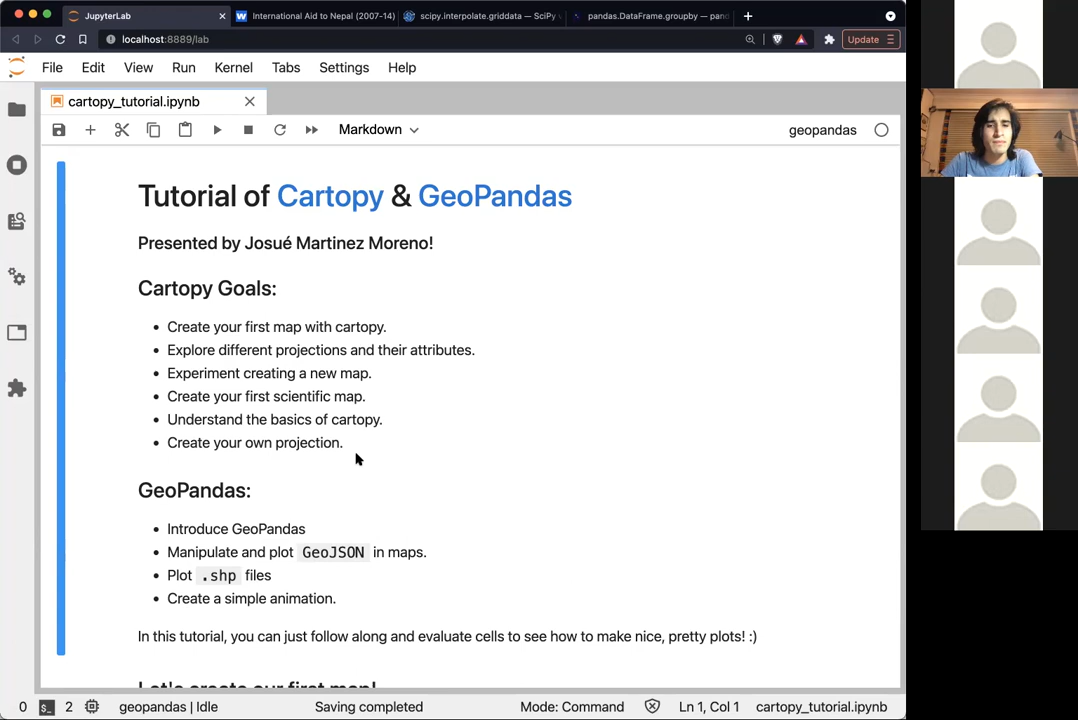 JupyterLab
International Aid to Nepal (2007-14)
scipy.interpolate.griddata — SciPy
pandas.DataFrame.groupby — pand
localhost:8889/lab
Update
File Edit View Run Kernel Tabs Settings Help
cartopy_tutorial.ipynb
Markdown
geopandas
Tutorial of Cartopy & GeoPandas
Presented by Josué Martinez Moreno!
Cartopy Goals:
• Create your first map with cartopy.
• Explore different projections and their attributes.
• Experiment creating a new map.
• Create your first scientific map.
• Understand the basics of cartopy.
• Create your own projection.
GeoPandas:
• Introduce GeoPandas
• Manipulate and plot GeoJSON in maps.
• Plot .shp files
• Create a simple animation.
In this tutorial, you can just follow along and evaluate cells to see how to make nice, pretty plots! :)
Let's create our first map!
0 $_ 2 geopandas | Idle Saving completed Mode: Command Ln 1, Col 1 cartopy_tutorial.ipynb